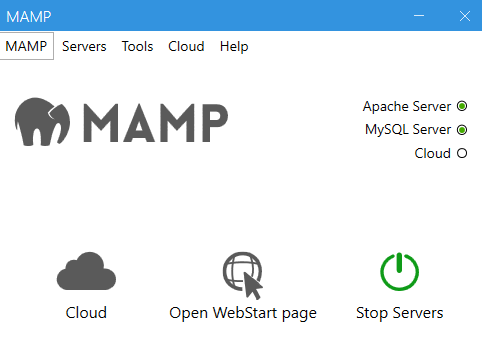 MAMP
MAMP Servers Tools Cloud Help
MAMP
Apache Server
MySQL Server
Cloud
Cloud
Open WebStart page
Stop Servers